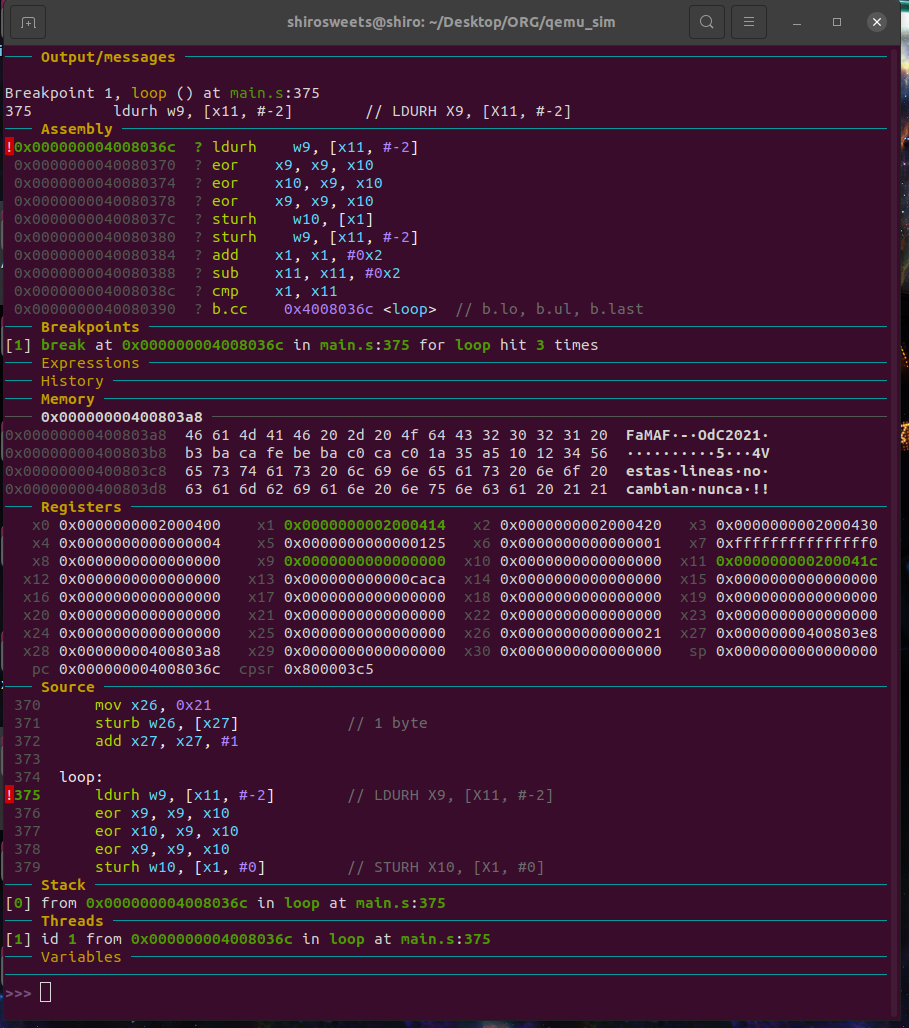 shirosweets@shiro: ~/Desktop/ORG/qemu_sim
Output/messages
Breakpoint 1, loop () at main.s:375
375 ldurh w9, [x11, #-2] // LDURH X9, [X11, #-2]
Assembly
!0x000000004008036c ? ldurh w9, [x11, #-2]
0x0000000040080370 ? eor x9, x9, x10
0x0000000040080374 ? eor x10, x9, x10
0x0000000040080378 ? eor x9, x9, x10
0x000000004008037c ? sturh w10, [x1]
0x0000000040080380 ? sturh w9, [x11, #-2]
0x0000000040080384 ? add x1, x1, #0x2
0x0000000040080388 ? sub x11, x11, #0x2
0x000000004008038c ? cmp x1, x11
0x0000000040080390 ? b.cc 0x4008036c <loop> // b.lo, b.ul, b.last
Breakpoints
[1] break at 0x000000004008036c in main.s:375 for loop hit 3 times
Expressions
History
Memory
0x00000000400803a8
0x00000000400803a8 46 61 4d 41 46 20 2d 20 4f 64 43 32 30 32 31 20 FaMAF·-·OdC2021·
0x00000000400803b8 b3 ba ca fe be ba c0 ca c0 1a 35 a5 10 12 34 56 ··········5···4V
0x00000000400803c8 65 73 74 61 73 20 6c 69 6e 65 61 73 20 6e 6f 20 estas·lineas·no·
0x00000000400803d8 63 61 6d 62 69 61 6e 20 6e 75 6e 63 61 20 21 21 cambian·nunca·!!
Registers
x0 0x0000000002000400 x1 0x0000000002000414 x2 0x0000000002000420 x3 0x0000000002000430
x4 0x0000000000000004 x5 0x0000000000000125 x6 0x0000000000000001 x7 0xfffffffffffffff0
x8 0x0000000000000000 x9 0x0000000000000000 x10 0x0000000000000000 x11 0x000000000200041c
x12 0x0000000000000000 x13 0x000000000000caca x14 0x0000000000000000 x15 0x0000000000000000
x16 0x0000000000000000 x17 0x0000000000000000 x18 0x0000000000000000 x19 0x0000000000000000
x20 0x0000000000000000 x21 0x0000000000000000 x22 0x0000000000000000 x23 0x0000000000000000
x24 0x0000000000000000 x25 0x0000000000000000 x26 0x0000000000000021 x27 0x00000000400803e8
x28 0x00000000400803a8 x29 0x0000000000000000 x30 0x0000000000000000 sp 0x0000000000000000
pc 0x000000004008036c cpsr 0x800003c5
Source
370 mov x26, 0x21
371 sturb w26, [x27] // 1 byte
372 add x27, x27, #1
373
374 loop:
!375 ldurh w9, [x11, #-2] // LDURH X9, [X11, #-2]
376 eor x9, x9, x10
377 eor x10, x9, x10
378 eor x9, x9, x10
379 sturh w10, [x1, #0] // STURH X10, [X1, #0]
Stack
[0] from 0x000000004008036c in loop at main.s:375
Threads
[1] id 1 from 0x000000004008036c in loop at main.s:375
Variables
>>>